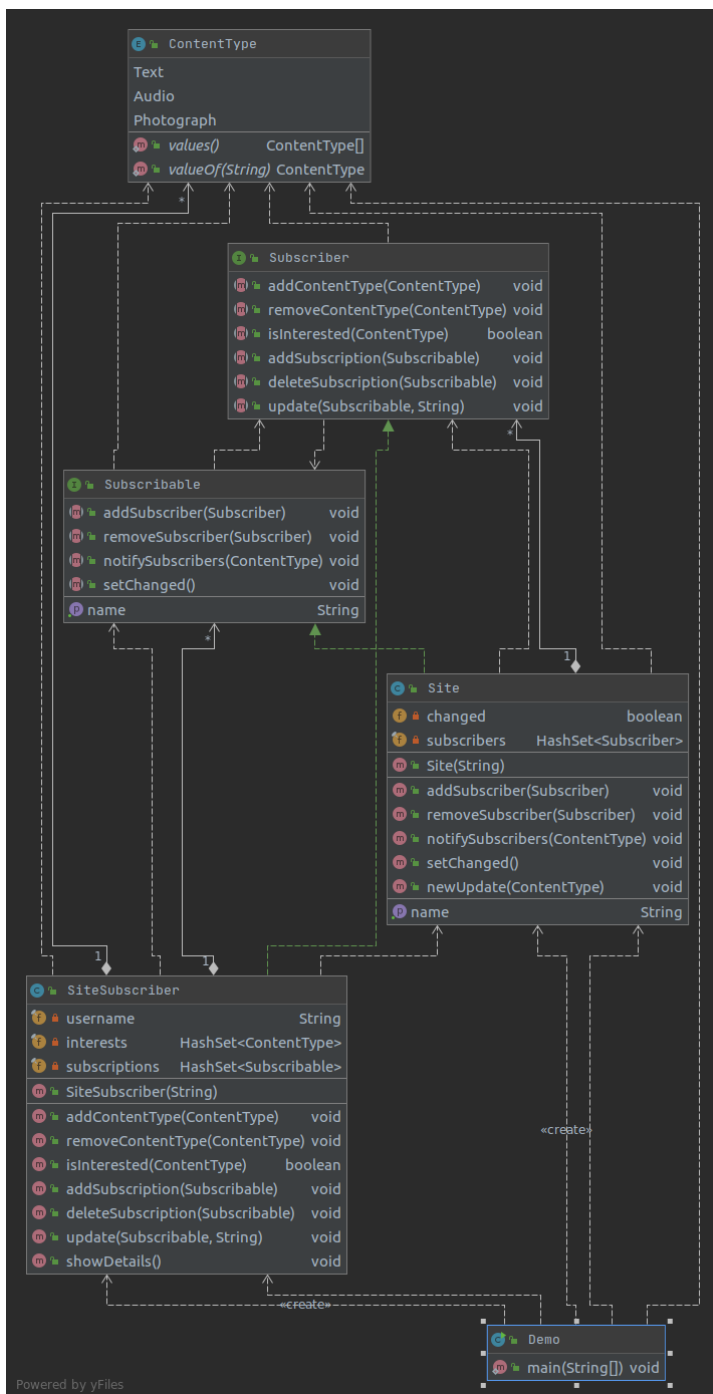 ContentType
Text
Audio
Photograph
values() ContentType[]
valueOf(String) ContentType
*
Subscriber
addContentType(ContentType) void
removeContentType(ContentType) void
isInterested(ContentType) boolean
addSubscription(Subscribable) void
deleteSubscription(Subscribable) void
update(Subscribable, String) void
*
Subscribable
addSubscriber(Subscriber) void
removeSubscriber(Subscriber) void
notifySubscribers(ContentType) void
setChanged() void
name String
*
1
Site
changed boolean
subscribers HashSet<Subscriber>
Site(String)
addSubscriber(Subscriber) void
removeSubscriber(Subscriber) void
notifySubscribers(ContentType) void
setChanged() void
newUpdate(ContentType) void
name String
1 1
SiteSubscriber
username String
interests HashSet<ContentType>
subscriptions HashSet<Subscribable>
SiteSubscriber(String)
addContentType(ContentType) void
removeContentType(ContentType) void
isInterested(ContentType) boolean
addSubscription(Subscribable) void
deleteSubscription(Subscribable) void
update(Subscribable, String) void
showDetails() void
«create»
«create»
Demo
main(String[]) void
Powered by yFiles